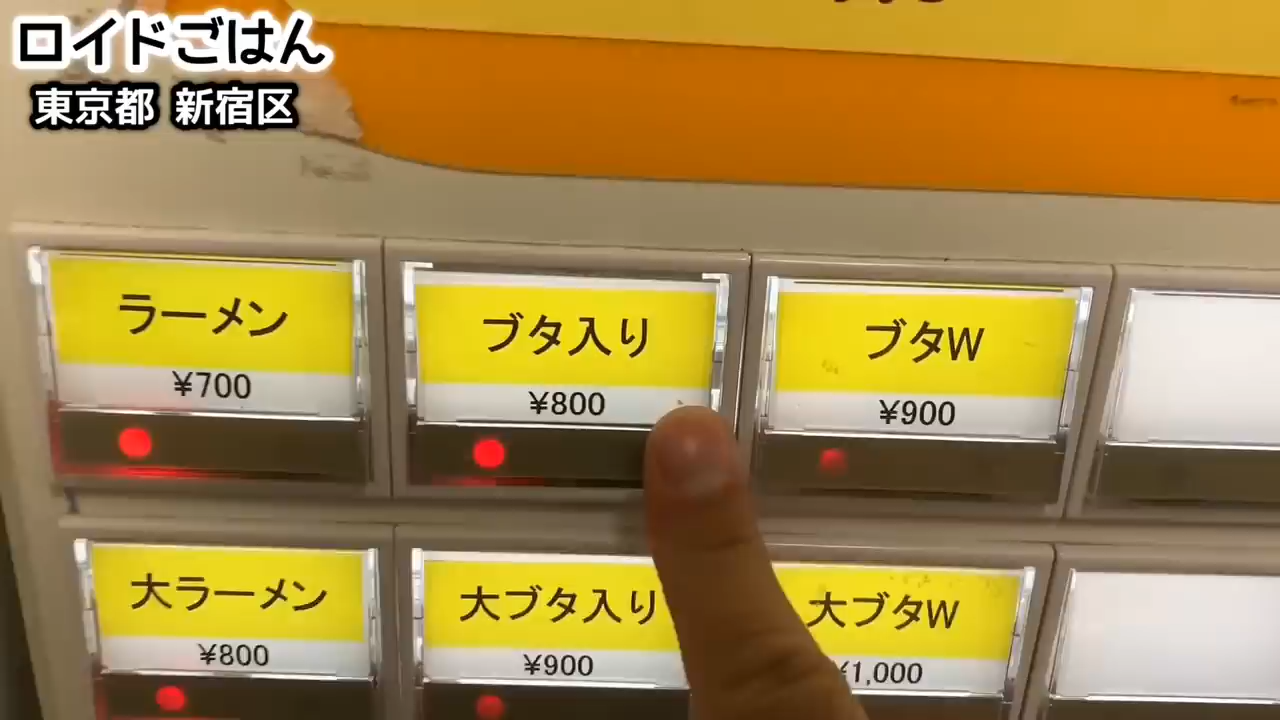 ロイドごはん
東京都 新宿区
ラーメン
¥700
ブタ入り
¥800
ブタW
¥900
大ラーメン
¥800
大ブタ入り
¥900
大ブタW
¥1,000